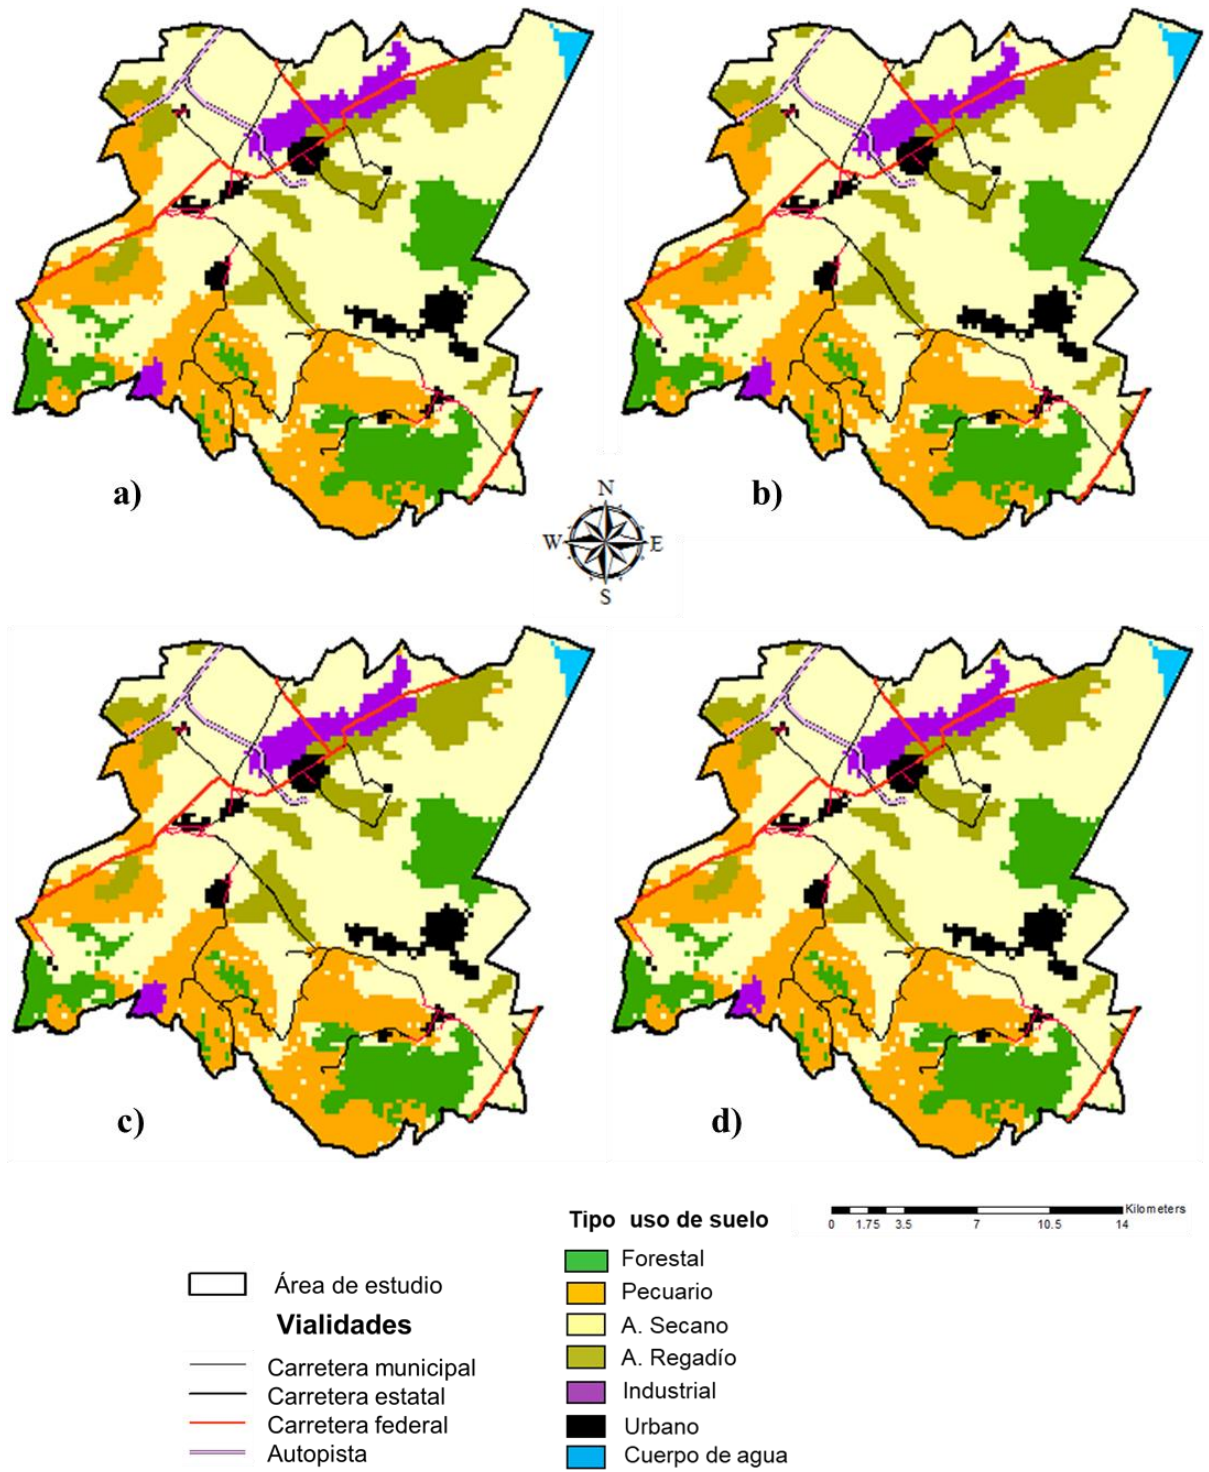 a)
b)
N
W
E
S
c)
d)
Tipo uso de suelo
Kilometers
0 1.75 3.5 7 10.5 14
Forestal
Área de estudio
Pecuario
Vialidades
A. Secano
A. Regadío
Carretera municipal
Industrial
Carretera estatal
Carretera federal
Urbano
Autopista
Cuerpo de agua